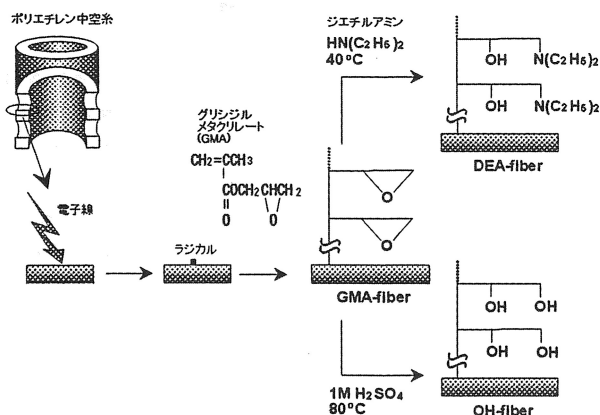 ポリエチレン中空糸
電子線
ラジカル
グリシジル
メタクリレート
(GMA)
CH₂=CCH₃
COCH₂CHCH₂
O O
GMA-fiber
O
O
ジエチルアミン
HN(C₂H₅)₂
40°C
OH N(C₂H₅)₂
OH N(C₂H₅)₂
DEA-fiber
1M H₂SO₄
80°C
OH OH
OH OH
OH-fiber